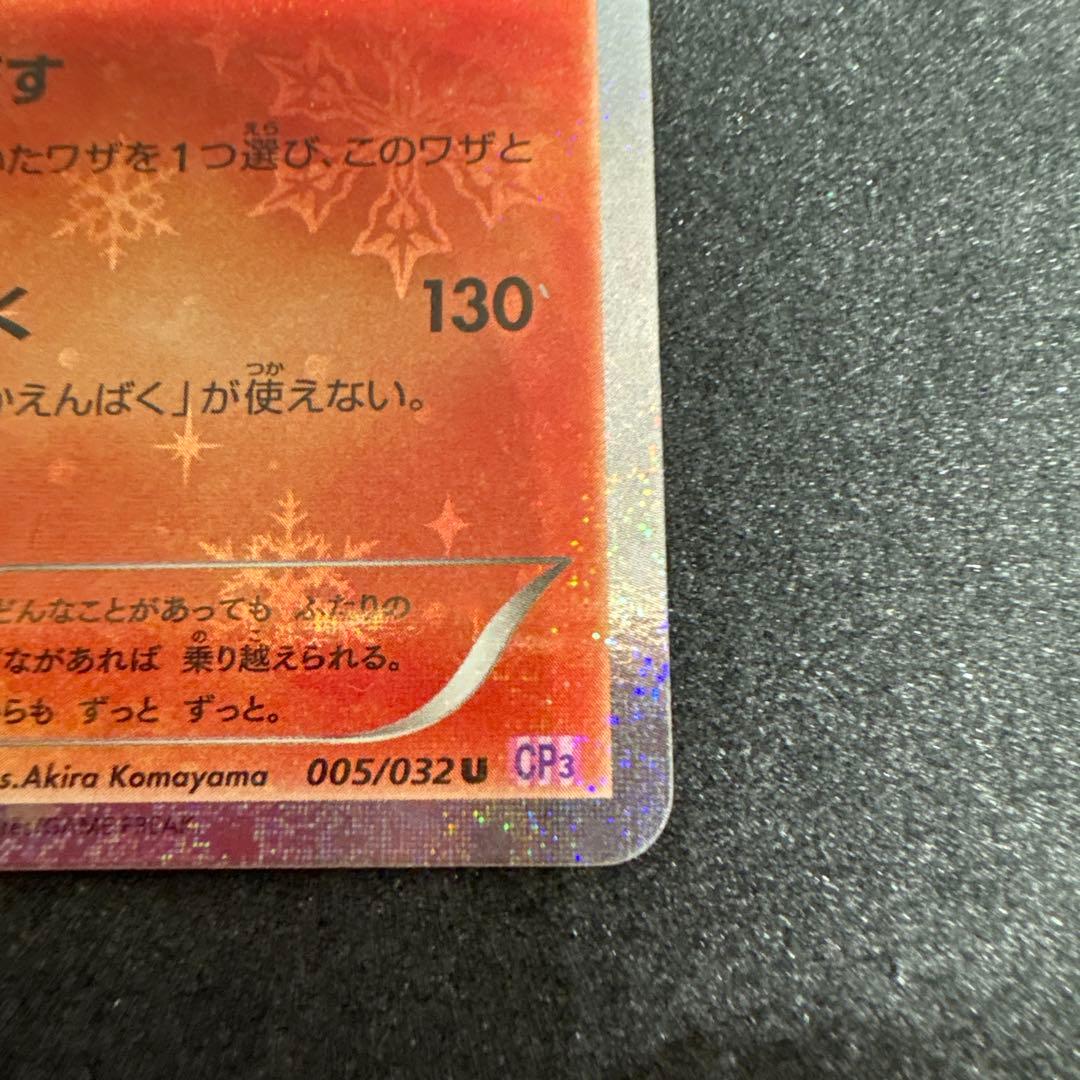 す
たワザを1つ選び、このワザと
く 130
かえんばく」が使えない。
どんなことがあっても ふたりの
ながあれば 乗り越えられる。
らも ずっと ずっと。
s.Akira Komayama 005/032 U CP3
/GAME FREAK